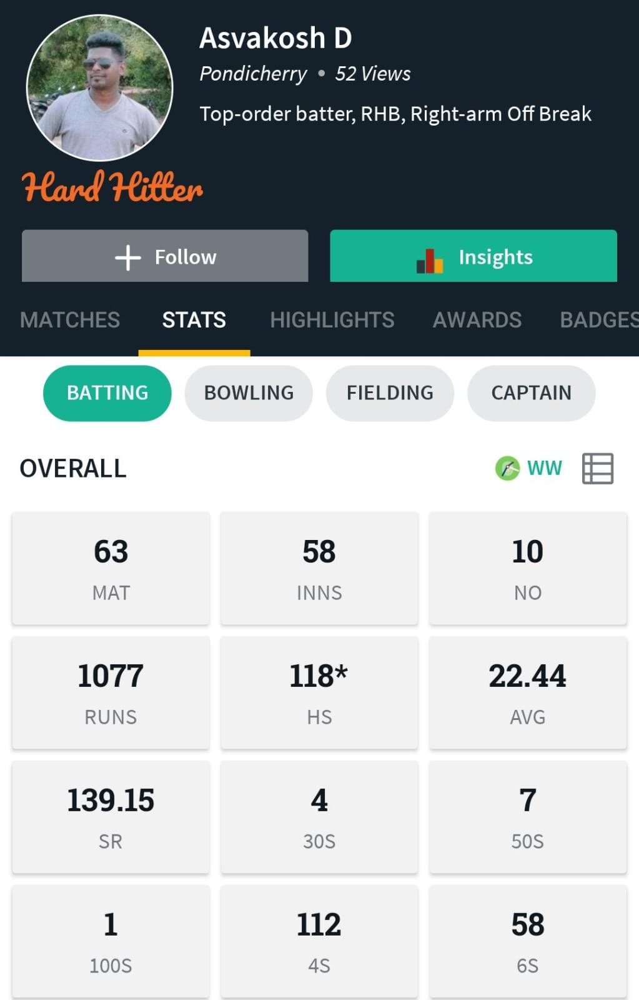 Asvakosh D
Pondicherry • 52 Views
Top-order batter, RHB, Right-arm Off Break
Hard Hitter
+ Follow
Insights
MATCHES STATS HIGHLIGHTS AWARDS BADGES
BATTING BOWLING FIELDING CAPTAIN
OVERALL WW
63 58 10
MAT INNS NO
1077 118* 22.44
RUNS HS AVG
139.15 4 7
SR 30S 50S
1 112 58
100S 4S 6S